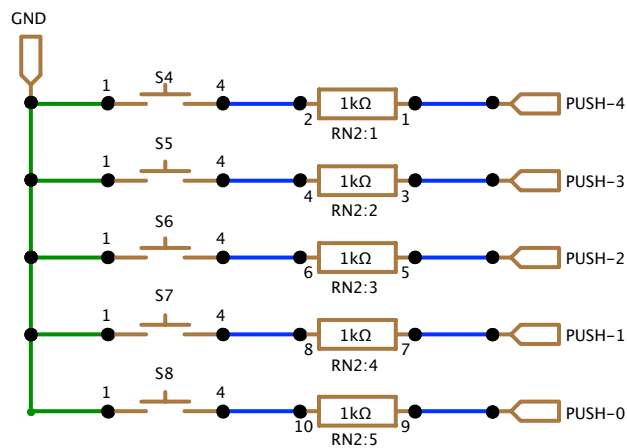 GND
S4
1 4 1kΩ PUSH-4
2 1
RN2:1
S5
1 4 1kΩ PUSH-3
4 3
RN2:2
S6
1 4 1kΩ PUSH-2
6 5
RN2:3
S7
1 4 1kΩ PUSH-1
8 7
RN2:4
S8
1 4 1kΩ PUSH-0
10 9
RN2:5